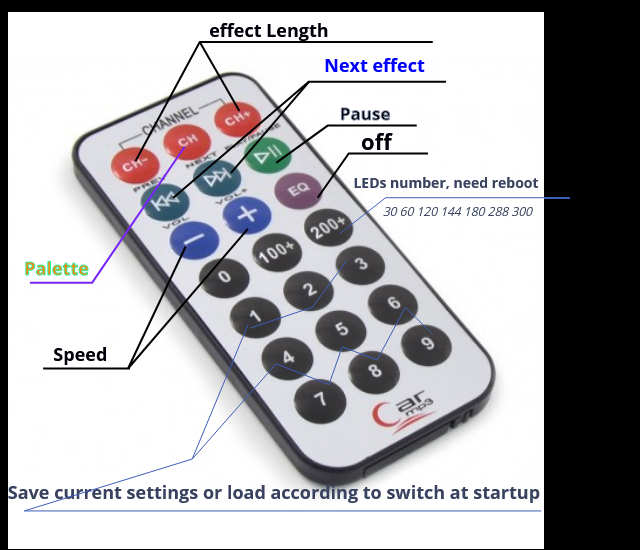 effect Length
Next effect
Pause
off
LEDs number, need reboot
30 60 120 144 180 288 300
Palette
Speed
Save current settings or load according to switch at startup
CHANNEL
CH-
CH
CH+
PREV
NEXT
PLAY/PAUSE
VOL-
VOL+
EQ
0
100+
200+
1
2
3
4
5
6
7
8
9
Car
mp3